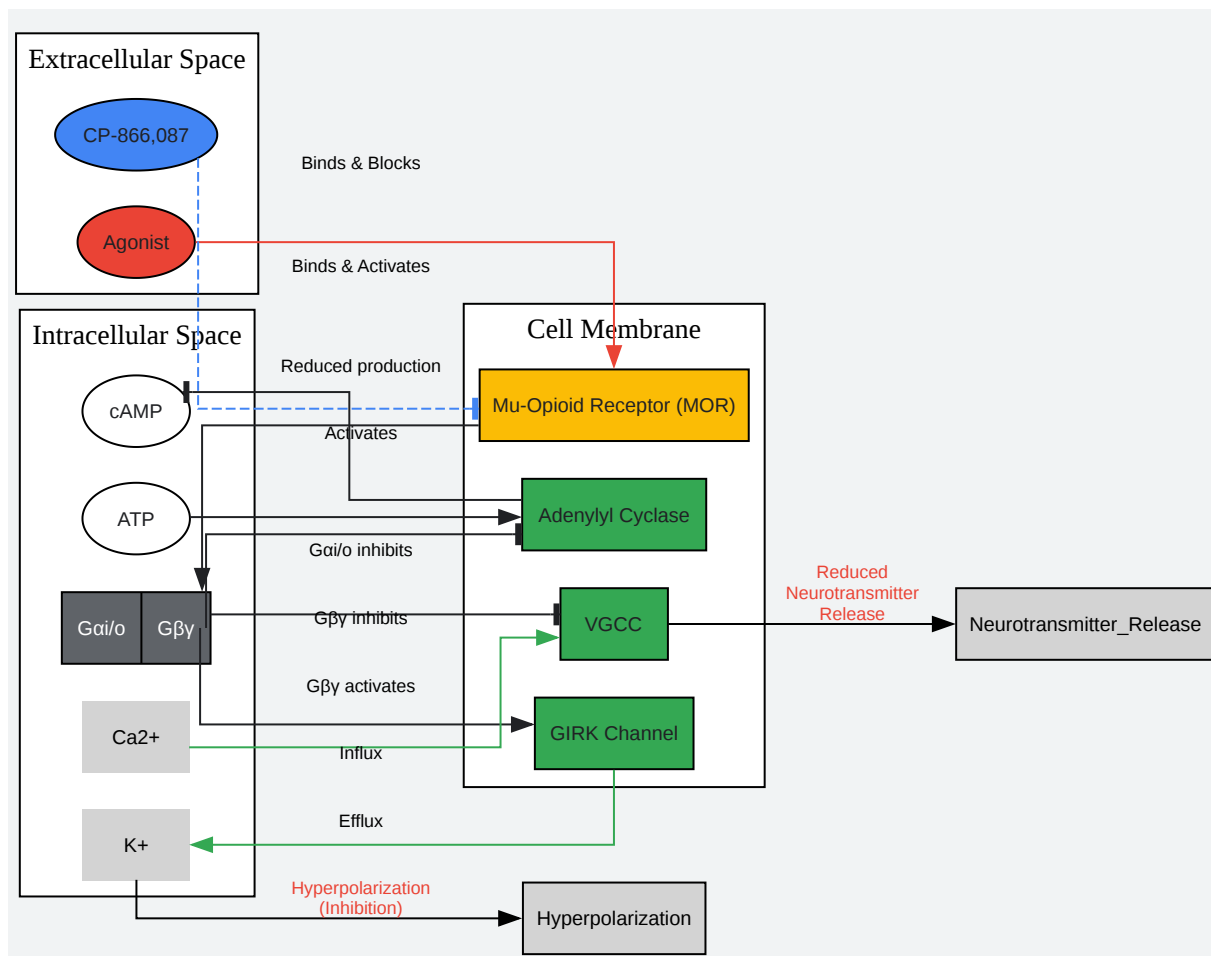 Extracellular Space
CP-866,087
Binds & Blocks
Agonist
Binds & Activates
Intracellular Space
Cell Membrane
Reduced production
cAMP
Mu-Opioid Receptor (MOR)
Activates
ATP
Adenylyl Cyclase
Gαi/o inhibits
Reduced
Neurotransmitter
Release
Gαi/o
Gβγ
Gβγ inhibits
VGCC
Neurotransmitter_Release
Gβγ activates
Ca2+
GIRK Channel
Influx
Efflux
K+
Hyperpolarization
(Inhibition)
Hyperpolarization